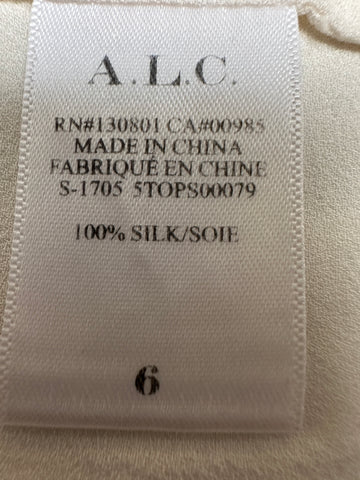 A.L.C.
RN#130801 CA#00985
MADE IN CHINA
FABRIQUÉ EN CHINE
S-1705 5TOPS00079
100% SILK/SOIE
6